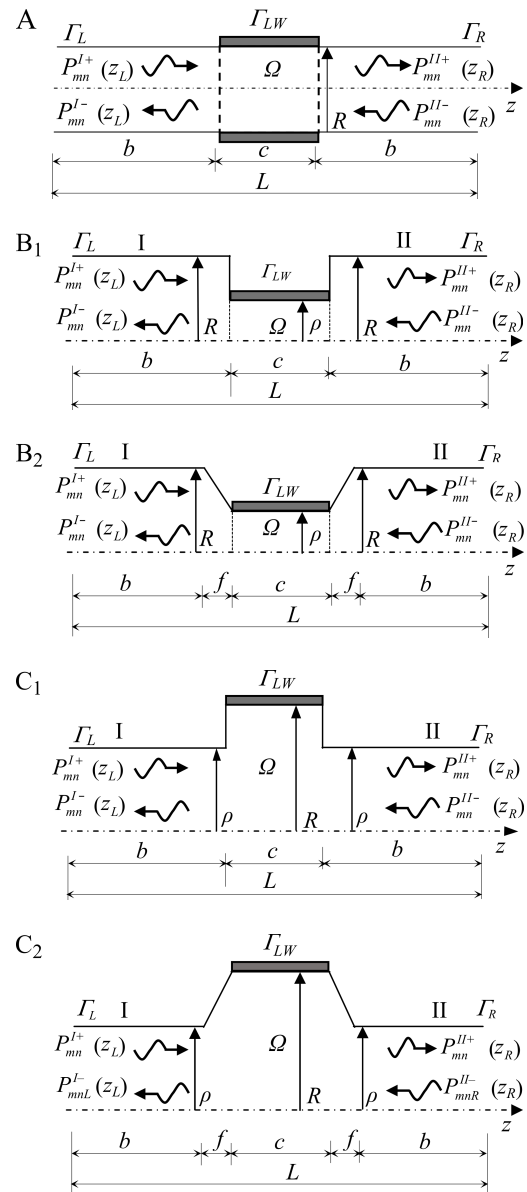 A Γ_L Γ_LW Γ_R
P_mn^I+ (z_L) Ω P_mn^II+ (z_R)
P_mn^I- (z_L) R P_mn^II- (z_R)
b c b
L
B₁ Γ_L I Γ_LW II Γ_R
P_mn^I+ (z_L) P_mn^II+ (z_R)
P_mn^I- (z_L) R Ω ρ R P_mn^II- (z_R)
z
b c b
L
B₂ Γ_L I Γ_LW II Γ_R
P_mn^I+ (z_L) P_mn^II+ (z_R)
P_mn^I- (z_L) R Ω ρ R P_mn^II- (z_R)
z
b f c f b
L
C₁ Γ_LW
Γ_L I II Γ_R
P_mn^I+ (z_L) Ω P_mn^II+ (z_R)
P_mn^I- (z_L) ρ R ρ P_mn^II- (z_R)
z
b c b
L
C₂ Γ_LW
Γ_L I II Γ_R
P_mn^I+ (z_L) Ω P_mn^II+ (z_R)
P_mnL^I- (z_L) ρ R ρ P_mnR^II- (z_R)
z
b f c f b
L